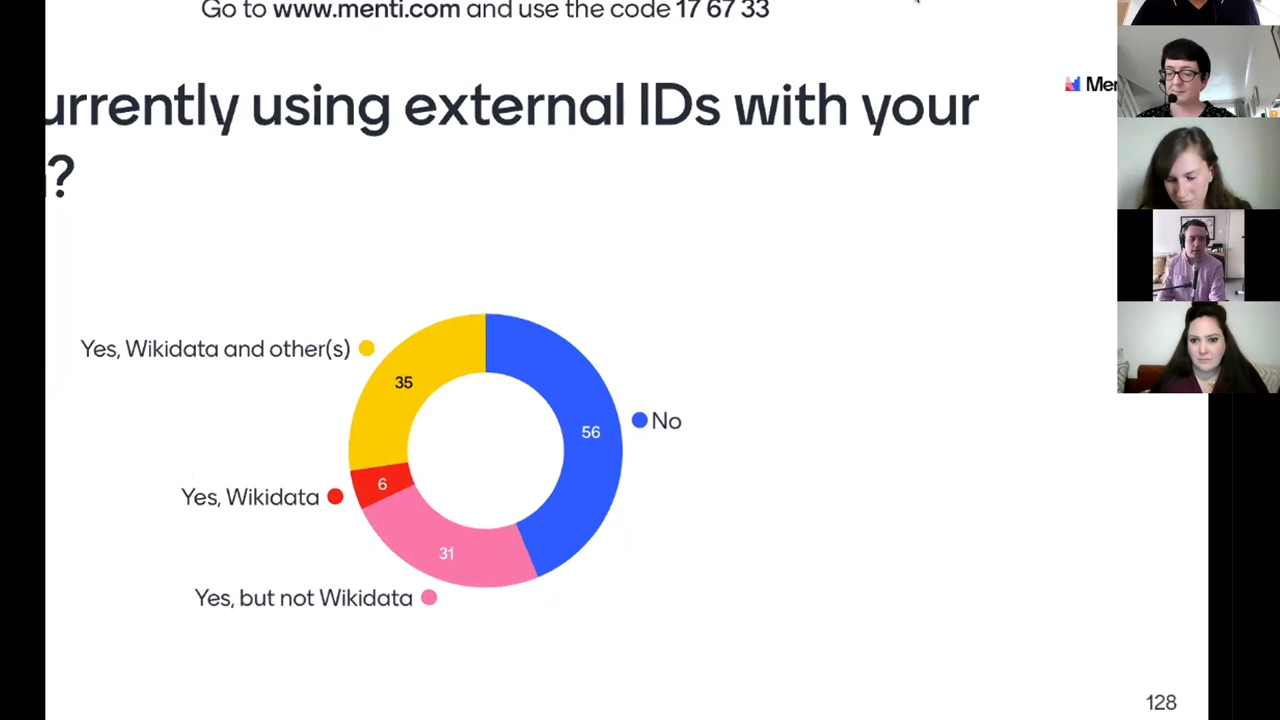 Go to www.menti.com and use the code 17 67 33
urrently using external IDs with your
?
Yes, Wikidata and other(s)
35
No
56
Yes, Wikidata
6
31
Yes, but not Wikidata
128